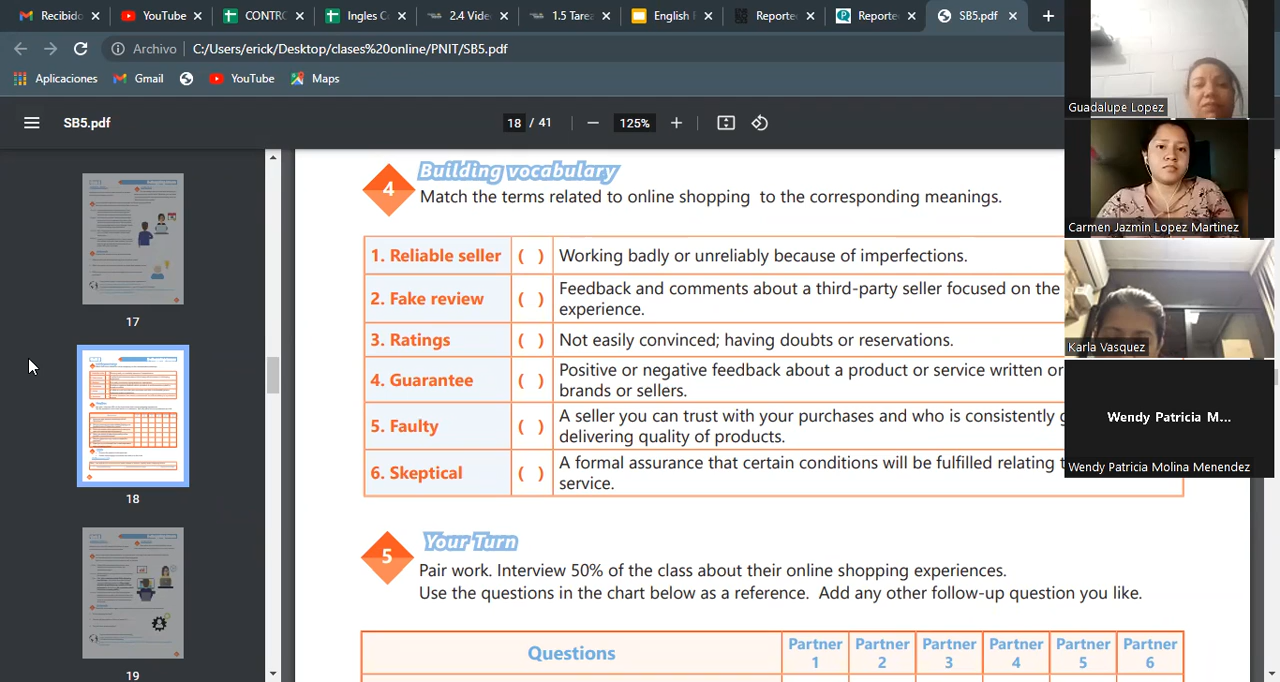 Recibid
YouTube
CONTRO
Ingles C
2.4 Vide
1.5 Tare
English
Reporte
Reporte
SB5.pdf
Archivo
C:/Users/erick/Desktop/clases%20online/PNIT/SB5.pdf
Aplicaciones
Gmail
YouTube
Maps
SB5.pdf
18 / 41
125%
17
18
19
4
Building vocabulary
Match the terms related to online shopping to the corresponding meanings.
1. Reliable seller ( ) Working badly or unreliably because of imperfections.
2. Fake review ( ) Feedback and comments about a third-party seller focused on the
experience.
3. Ratings ( ) Not easily convinced; having doubts or reservations.
4. Guarantee ( ) Positive or negative feedback about a product or service written or
brands or sellers.
5. Faulty ( ) A seller you can trust with your purchases and who is consistently
delivering quality of products.
6. Skeptical ( ) A formal assurance that certain conditions will be fulfilled relating
service.
5
Your Turn
Pair work. Interview 50% of the class about their online shopping experiences.
Use the questions in the chart below as a reference. Add any other follow-up question you like.
Questions
Partner 1
Partner 2
Partner 3
Partner 4
Partner 5
Partner 6
Guadalupe Lopez
Carmen Jazmin Lopez Martinez
Karla Vasquez
Wendy Patricia M...
Wendy Patricia Molina Menendez